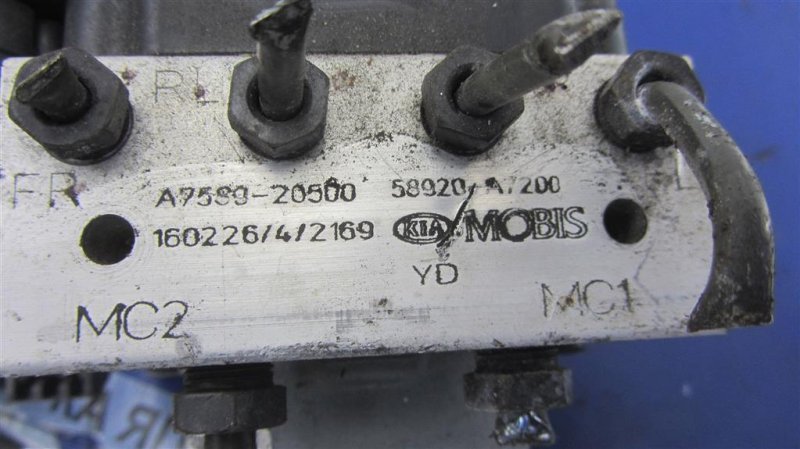 RL
FR
A7589-20500 58920-A7200
160226/4/2169 KIA MOBIS
YD
MC2 MC1